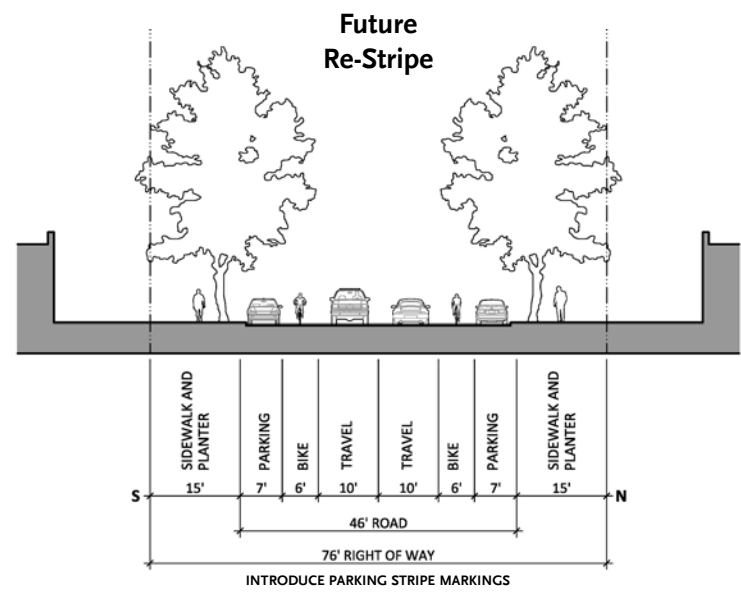 Future
Re-Stripe
SIDEWALK AND
PLANTER
PARKING
BIKE
TRAVEL
TRAVEL
BIKE
PARKING
SIDEWALK AND
PLANTER
S 15' 7' 6' 10' 10' 6' 7' 15' N
46' ROAD
76' RIGHT OF WAY
INTRODUCE PARKING STRIPE MARKINGS